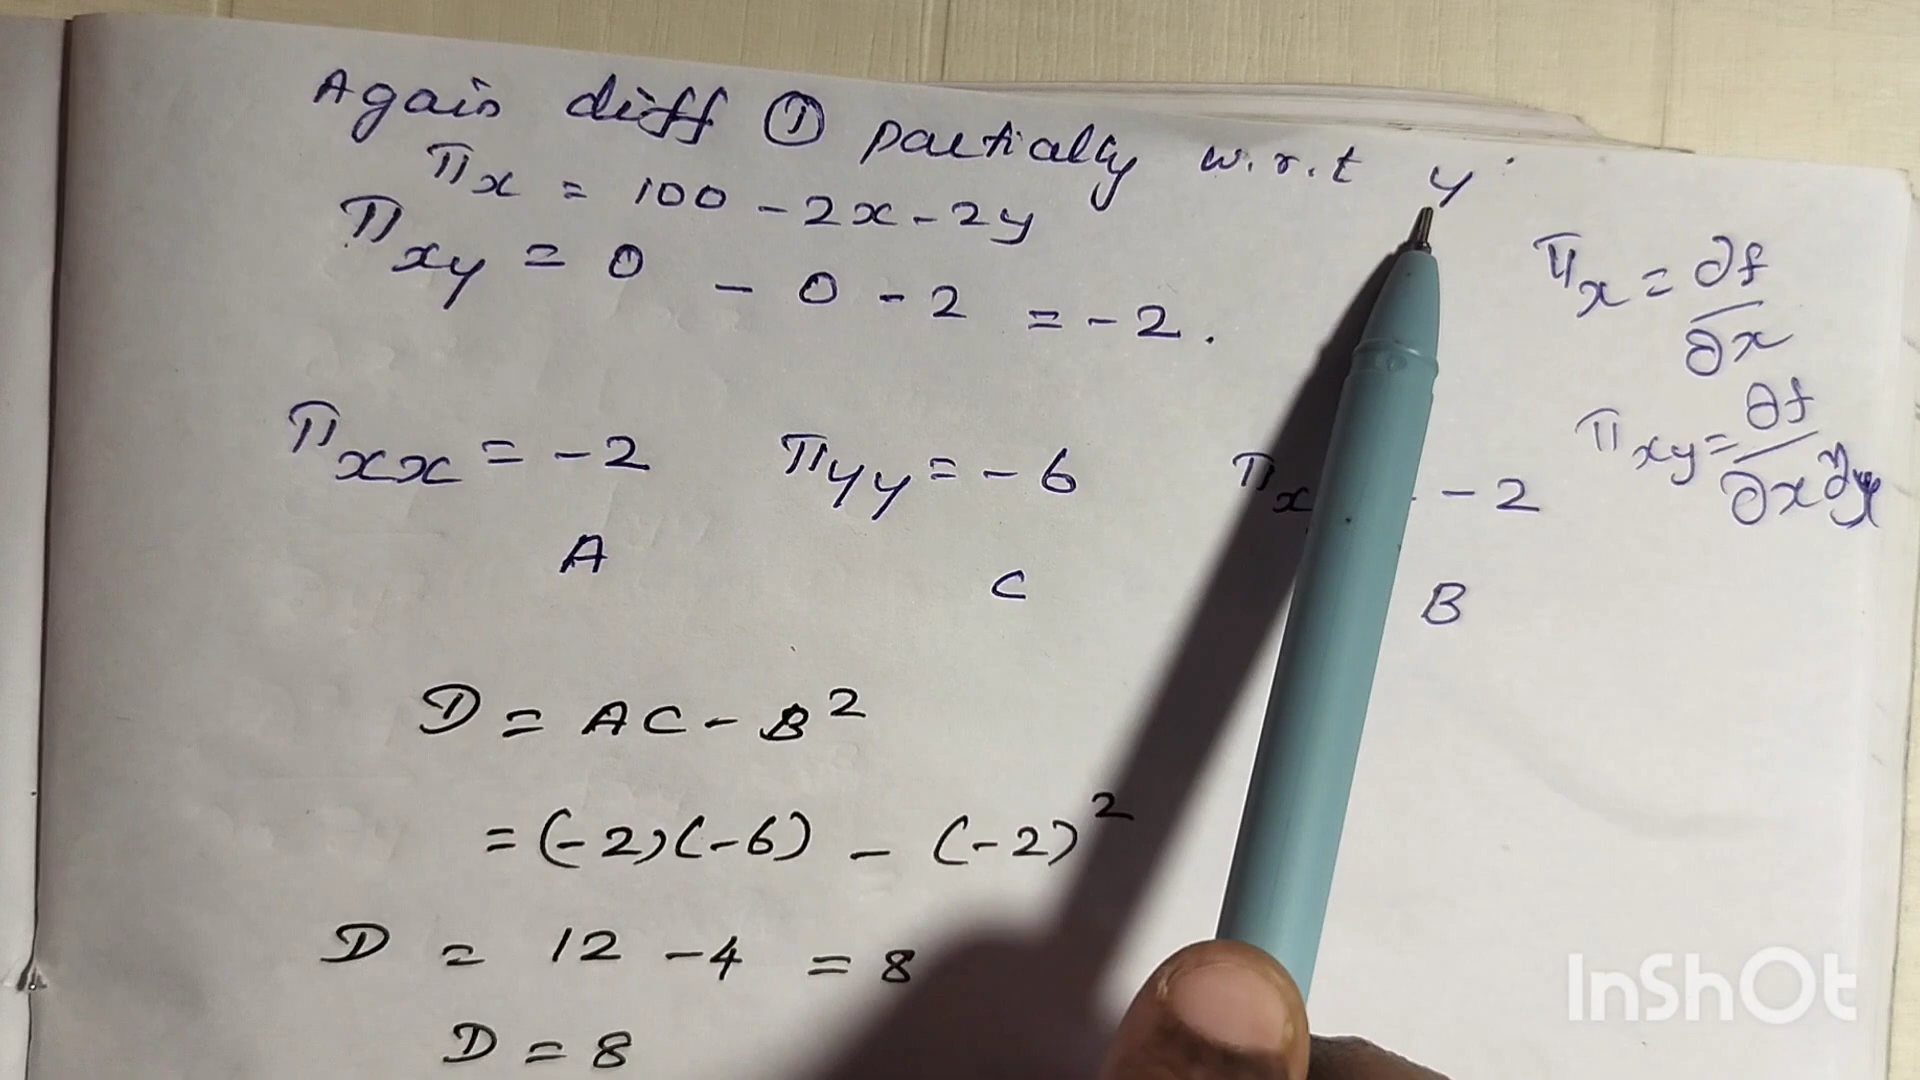 Again diff ① partially w.r.t y
πx = 100 - 2x - 2y
πxy = 0 - 0 - 2 = -2.
πx = ∂f/∂x
πxy = ∂f/∂x∂y
πxx = -2 πyy = -6 πx - 2
A C B
D = AC - B²
= (-2)(-6) - (-2)²
D = 12 - 4 = 8
D = 8
InShOt